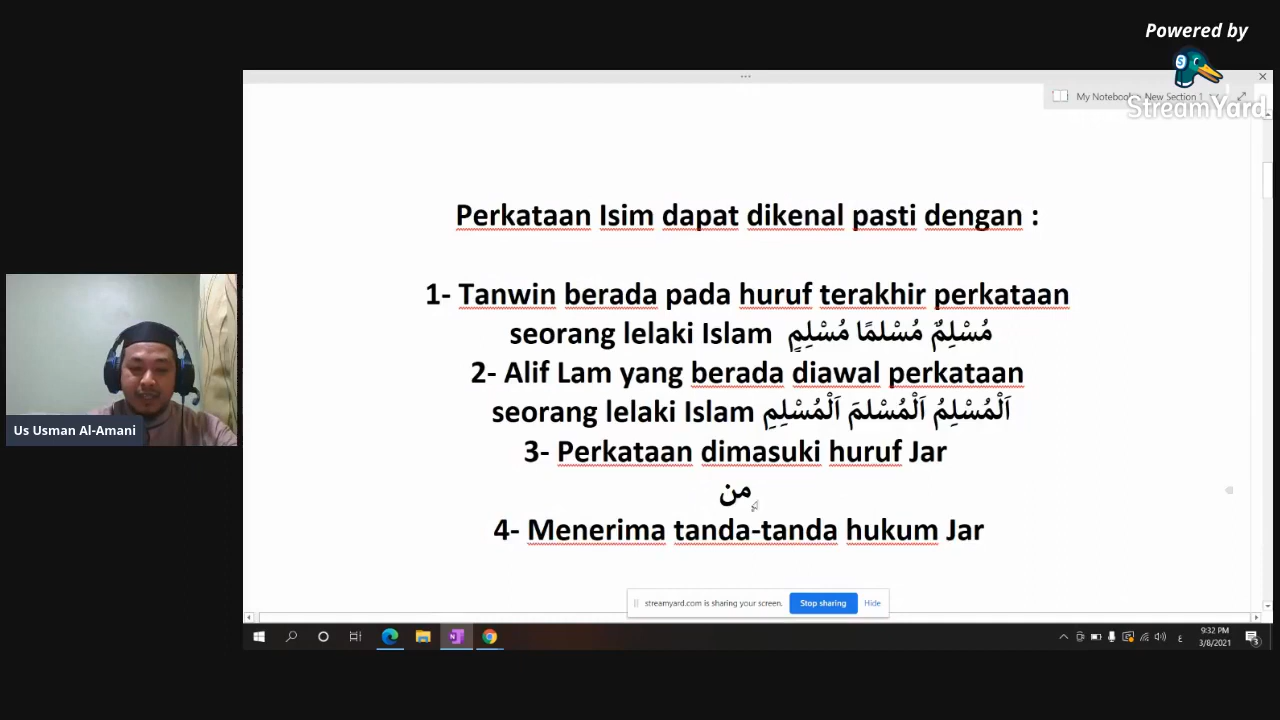 Powered by
StreamYard
My Notebook
New Section 1
Perkataan Isim dapat dikenal pasti dengan :
1- Tanwin berada pada huruf terakhir perkataan
seorang lelaki Islam مُسْلِمٌ مُسْلمًا مُسْلِمٍ
2- Alif Lam yang berada diawal perkataan
seorang lelaki Islam اَلْمُسْلِمُ اَلْمُسْلمَ اَلْمُسْلِمِ
3- Perkataan dimasuki huruf Jar
من
4- Menerima tanda-tanda hukum Jar
Us Usman Al-Amani
streamyard.com is sharing your screen.
Stop sharing
Hide
ع
9:32 PM
3/8/2021